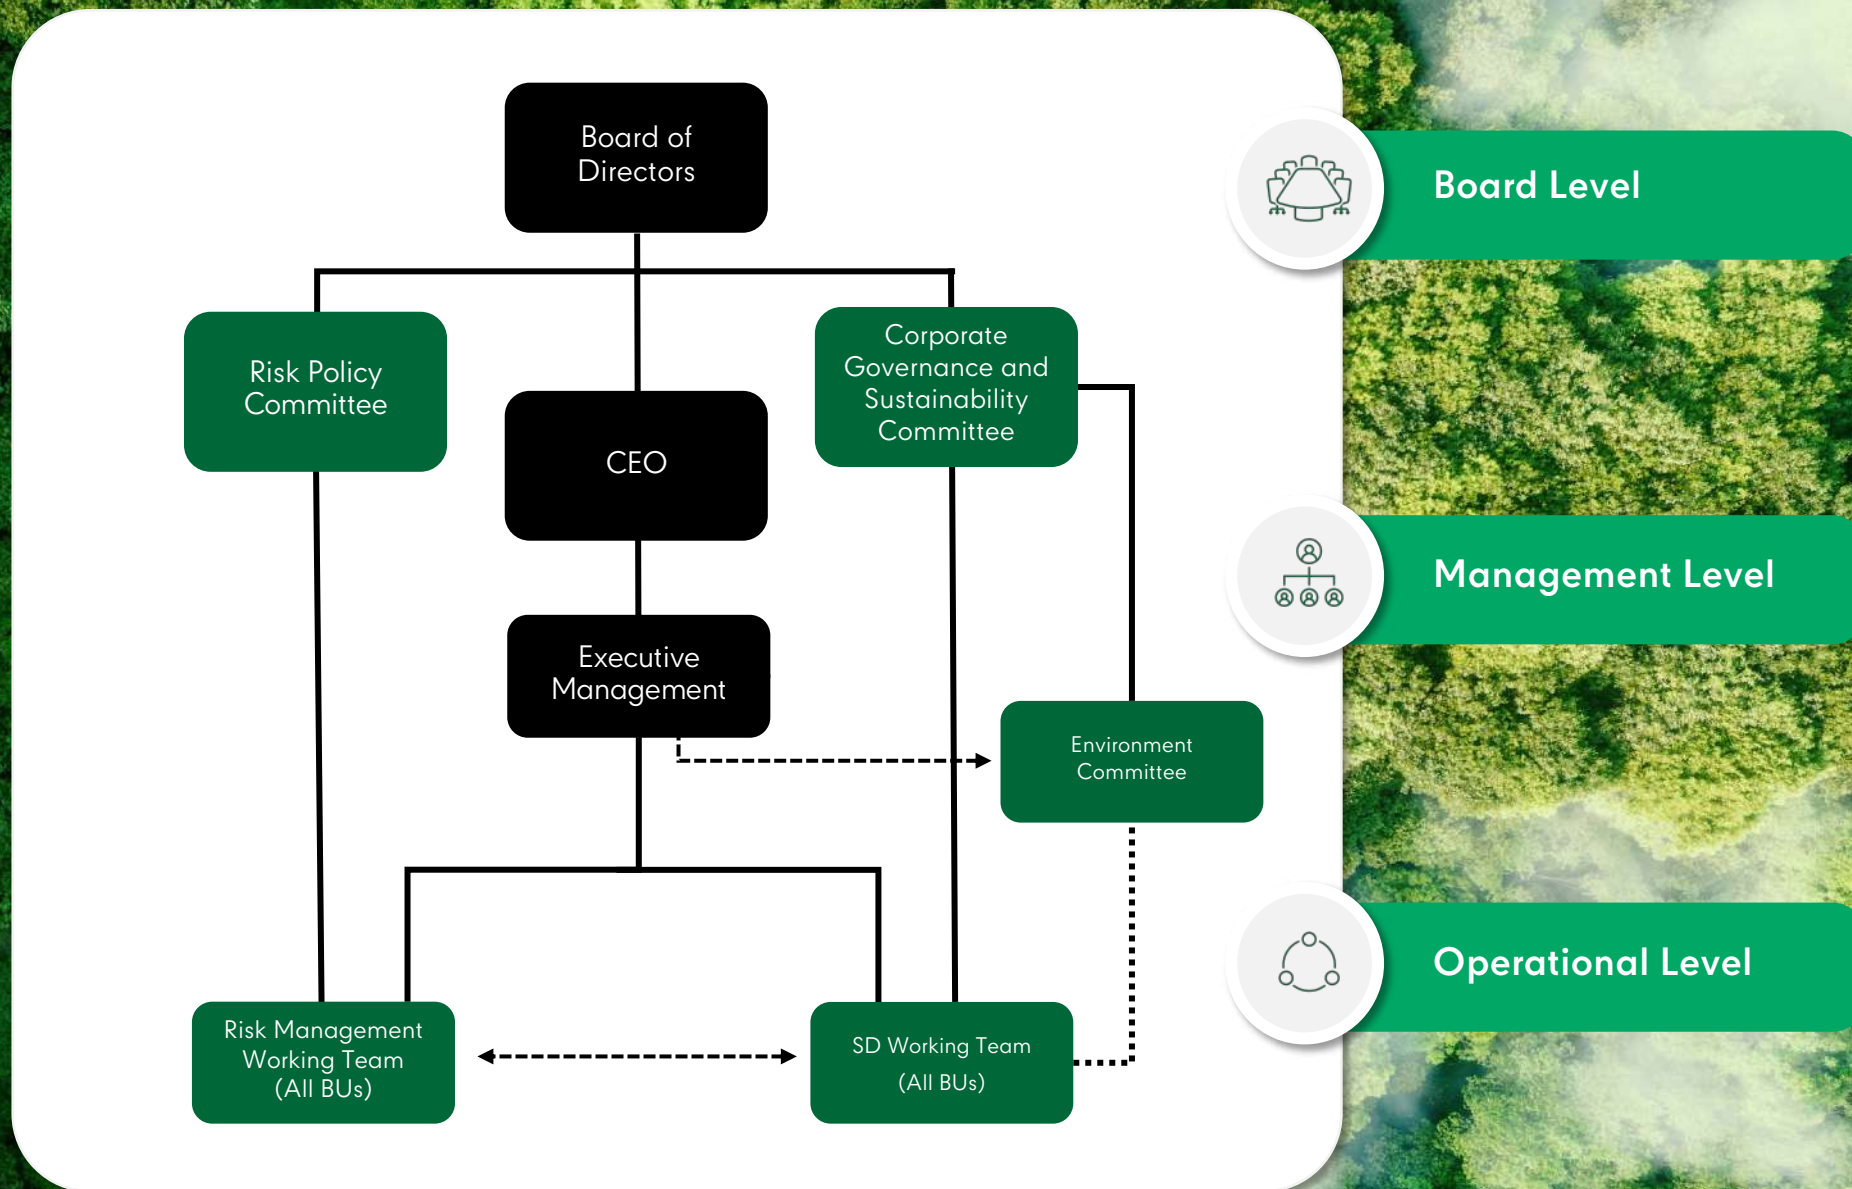 Board of
Directors
Board Level
Risk Policy
Committee
Corporate
Governance and
Sustainability
Committee
CEO
Management Level
Executive
Management
Environment
Committee
Operational Level
Risk Management
Working Team
(All BUs)
SD Working Team
(All BUs)